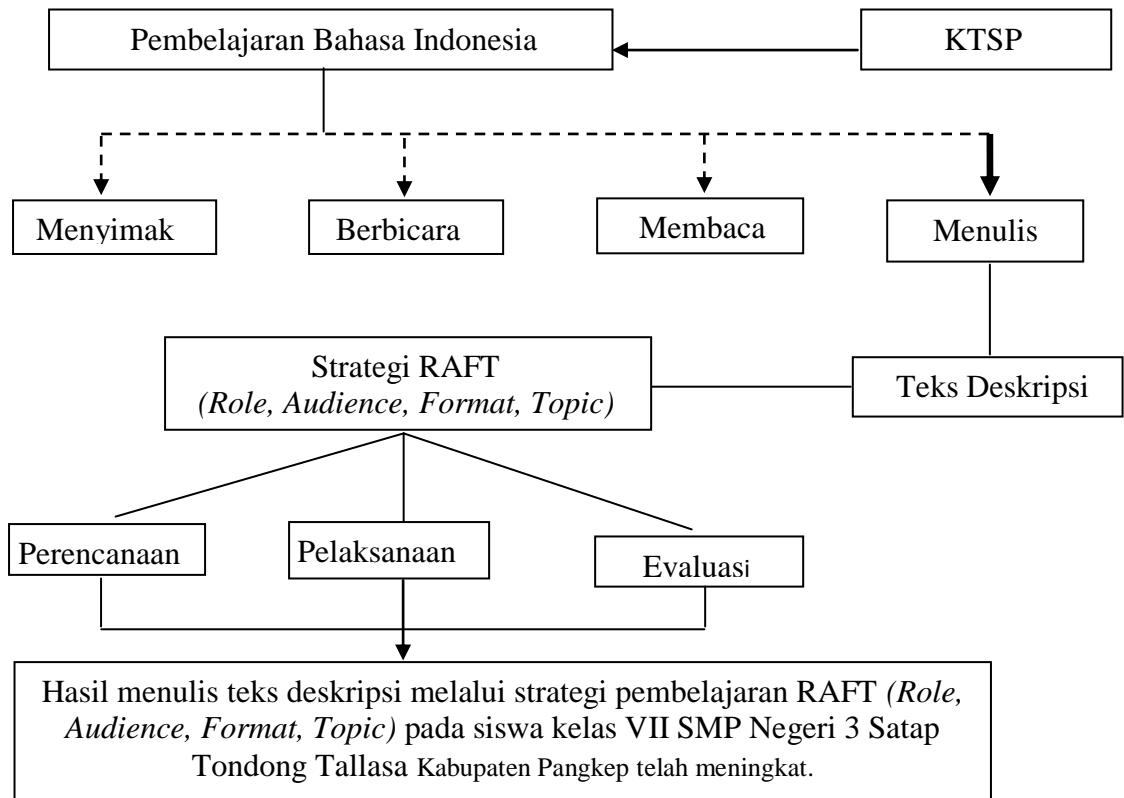 Pembelajaran Bahasa Indonesia
KTSP
Menyimak
Berbicara
Membaca
Menulis
Strategi RAFT
(Role, Audience, Format, Topic)
Teks Deskripsi
Perencanaan
Pelaksanaan
Evaluasi
Hasil menulis teks deskripsi melalui strategi pembelajaran RAFT (Role,
Audience, Format, Topic) pada siswa kelas VII SMP Negeri 3 Satap
Tondong Tallasa Kabupaten Pangkep telah meningkat.